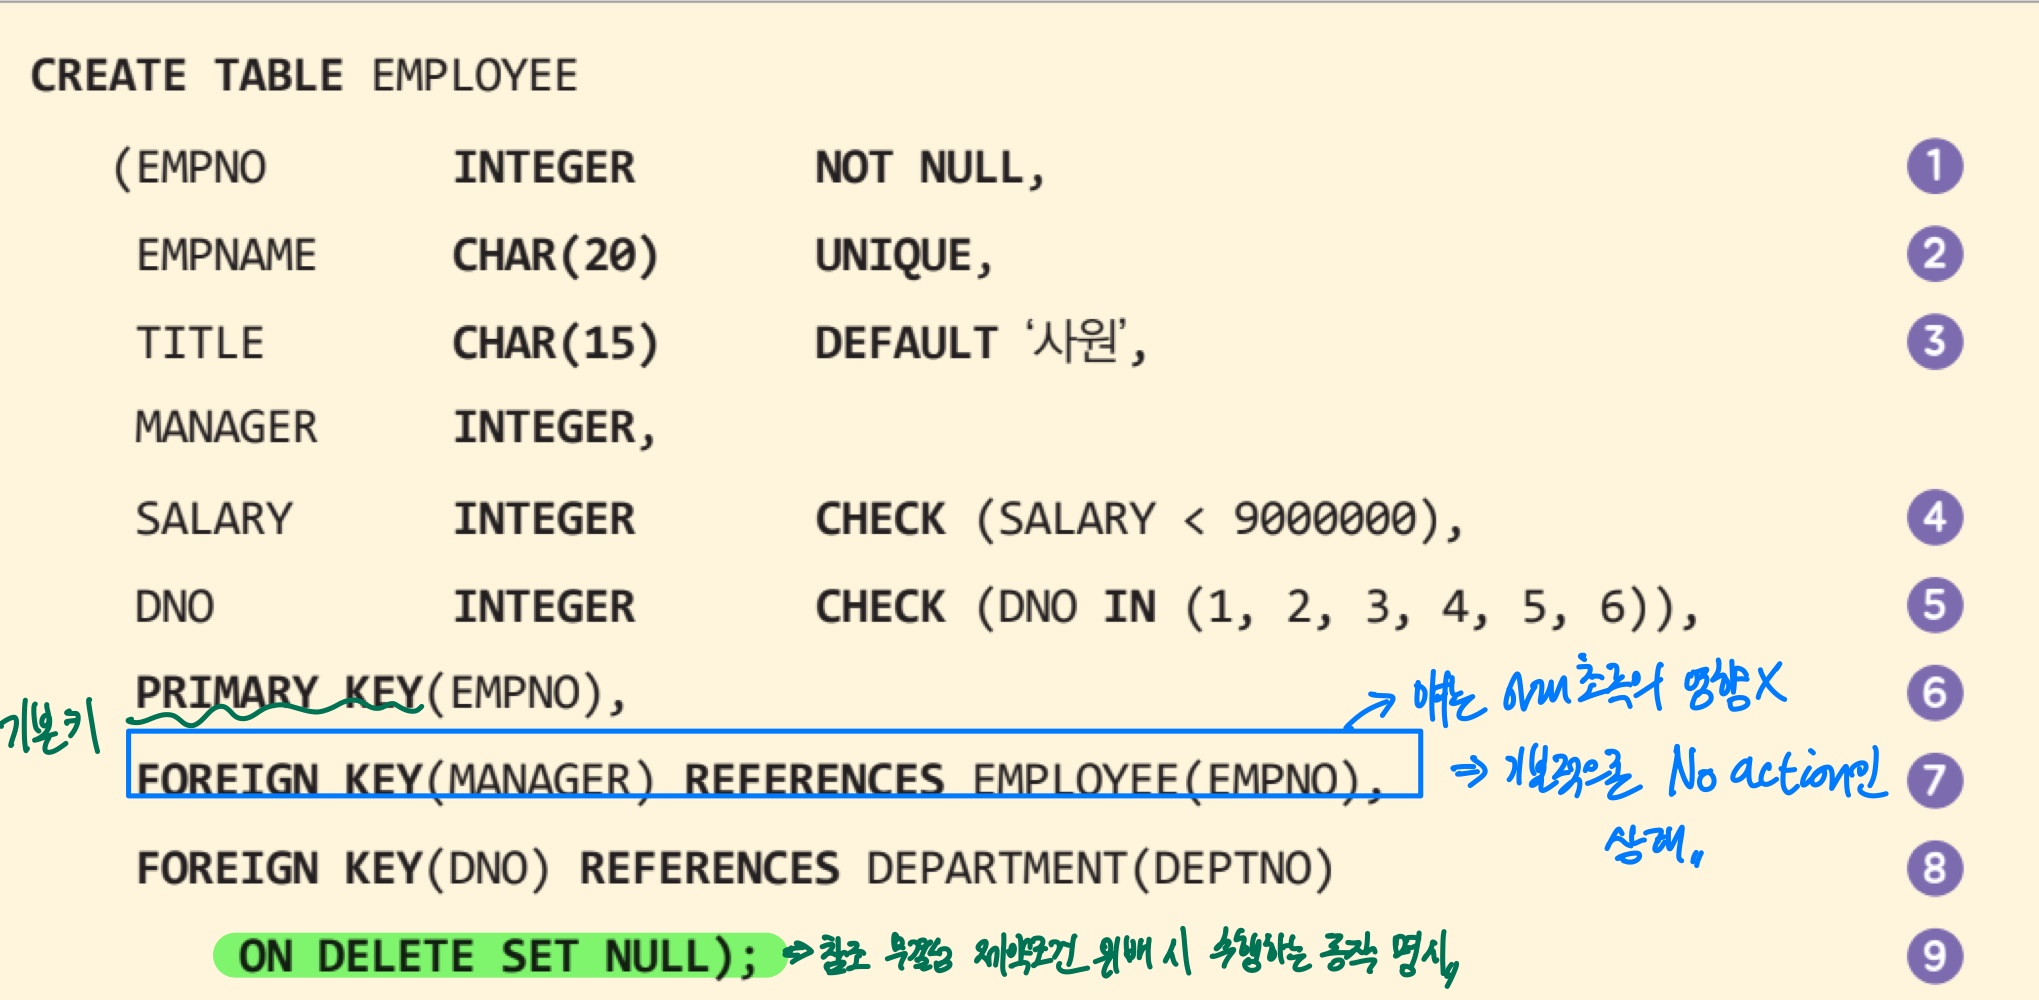 CREATE TABLE EMPLOYEE
(EMPNO INTEGER NOT NULL, 1
EMPNAME CHAR(20) UNIQUE, 2
TITLE CHAR(15) DEFAULT ‘사원’, 3
MANAGER INTEGER,
SALARY INTEGER CHECK (SALARY < 9000000), 4
DNO INTEGER CHECK (DNO IN (1, 2, 3, 4, 5, 6)), 5
PRIMARY KEY(EMPNO), 6
기본키
얘는 영향X
FOREIGN KEY(MANAGER) REFERENCES EMPLOYEE(EMPNO), 7
⇒ 기본적으로 No action인
상태〃
FOREIGN KEY(DNO) REFERENCES DEPARTMENT(DEPTNO) 8
ON DELETE SET NULL); ⇒ 참조 무결성 제약조건 위배 시 수행하는 동작 명시〃 9